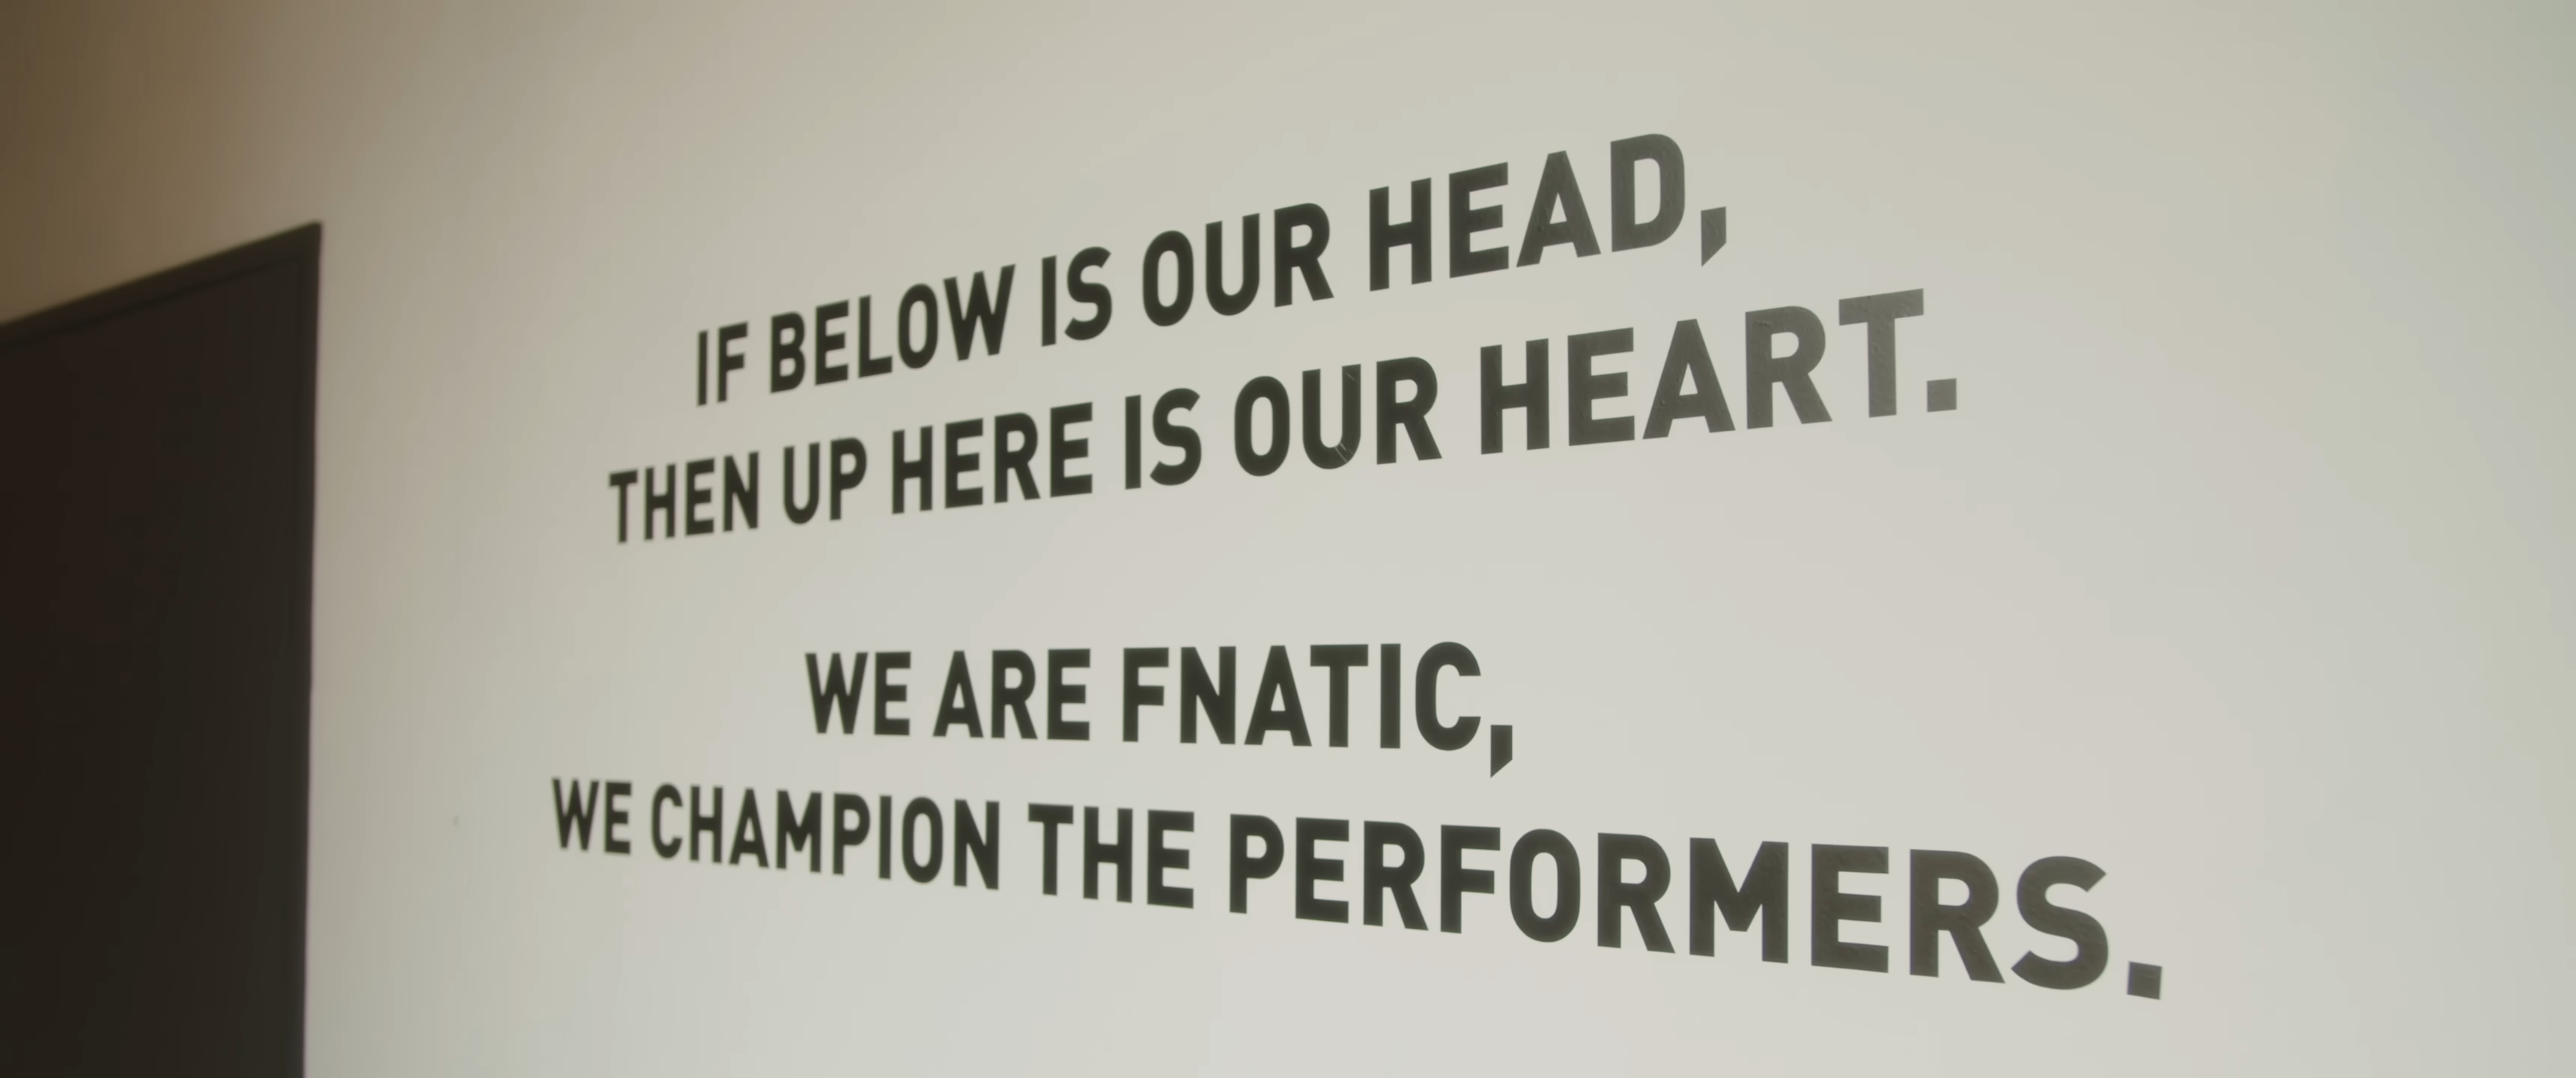 IF BELOW IS OUR HEAD,
THEN UP HERE IS OUR HEART.
WE ARE FNATIC,
WE CHAMPION THE PERFORMERS.